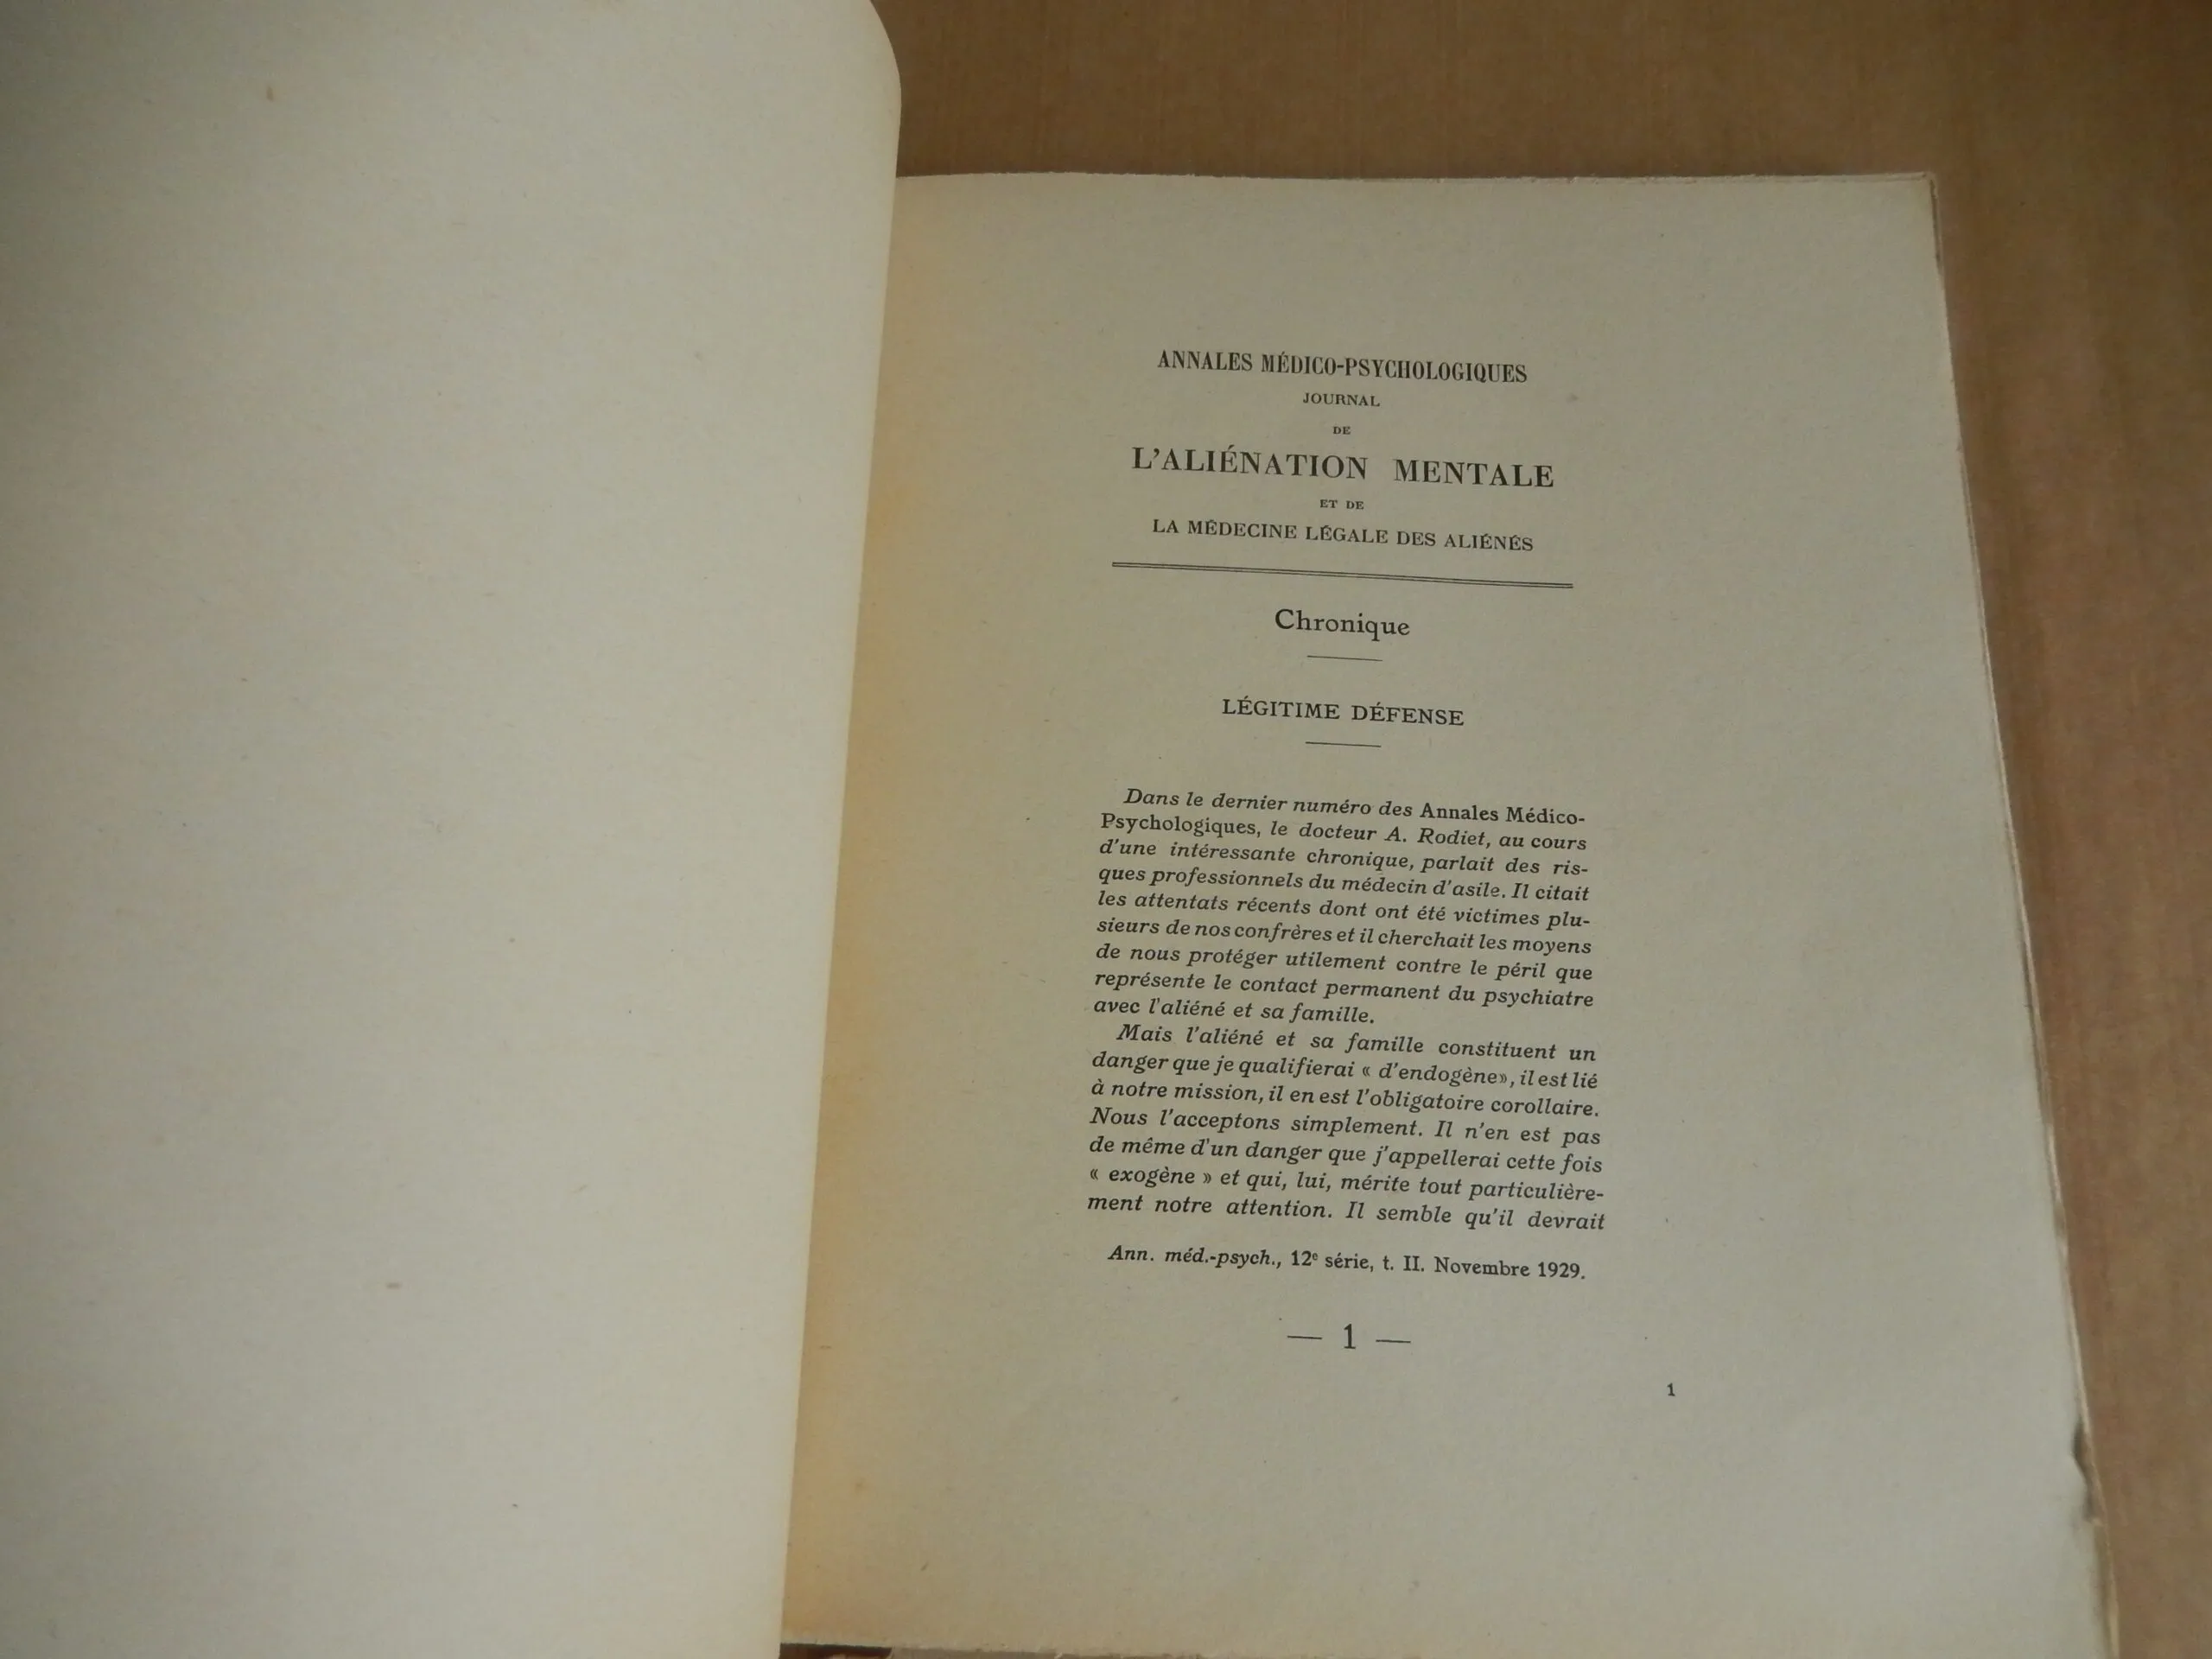 ANNALES MÉDICO-PSYCHOLOGIQUES
JOURNAL
DE
L'ALIÉNATION MENTALE
ET DE
LA MÉDECINE LÉGALE DES ALIÉNÉS
Chronique
LÉGITIME DÉFENSE
Dans le dernier numéro des Annales Médico-
Psychologiques, le docteur A. Rodiet, au cours
d'une intéressante chronique, parlait des ris-
ques professionnels du médecin d'asile. Il citait
les attentats récents dont ont été victimes plu-
sieurs de nos confrères et il cherchait les moyens
de nous protéger utilement contre le péril que
représente le contact permanent du psychiatre
avec l'aliéné et sa famille.
Mais l'aliéné et sa famille constituent un
danger que je qualifierai « d'endogène», il est lié
à notre mission, il en est l'obligatoire corollaire.
Nous l'acceptons simplement. Il n'en est pas
de même d'un danger que j'appellerai cette fois
« exogène » et qui, lui, mérite tout particulière-
ment notre attention. Il semble qu'il devrait
Ann. méd.-psych., 12e série, t. II. Novembre 1929.
— 1 —
1